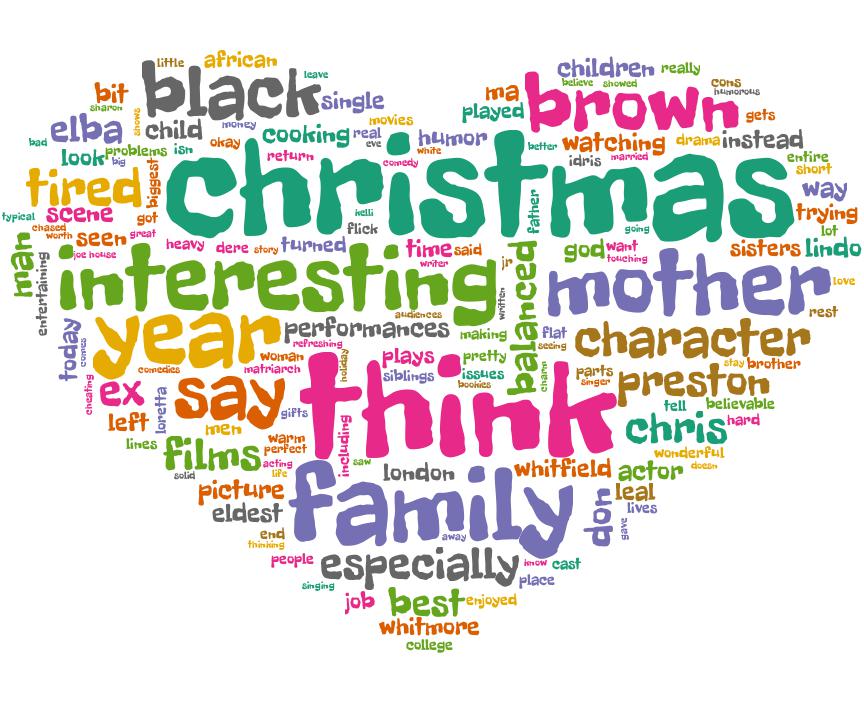 little african
leave
children really
believe showed
cons
humorous
bit
sharon
black
single
ma
brown
gets
played
shows
elba
child
money
movies
cooking real
eve
humor
white
okay
bad
look problems isn
big
return
comedy
better
watching drama instead
idris married
entire
short
christmas
tired
biggest
way
typical
scene
got
chased
worth
seen great
kelli
flick
father
going
trying
lot
man
heavy dere story turned
time said
writer
god want
touching
sisters lindo
joe house
entertaining
interesting
jr
written
balanced
mother
love
rest
audiences
year
performances
refreshing
making
flat
seeing
character
today
comes
comedies
woman
matriarch
holiday
plays
siblings
pretty
issues
bookies
charm
parts
singer
stay brother
preston
cheating
ex
say
think
left
loretta
gifts
men
tell believable
chris hard
lines
films
solid
warm
perfect
acting
life
including
saw
wonderful
doesn
london
whitfield actor
picture
eldest
family
don
leal
lives
gave
end
thinking
away
people
especially
know cast
singing
place
job best enjoyed
whitmore
college